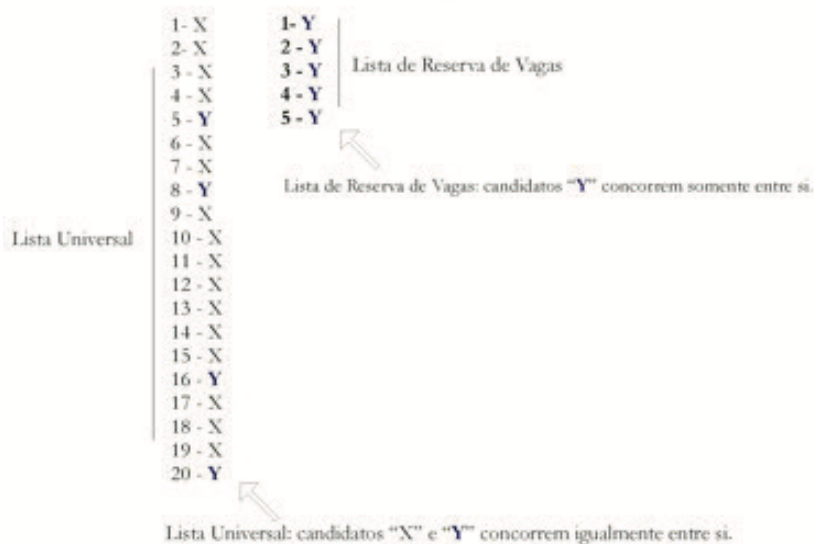 1- X
2- X
3 - X
4 - X
5 - Y
6 - X
7 - X
8 - Y
9 - X
10 - X
11 - X
12 - X
13 - X
14 - X
15 - X
16 - Y
17 - X
18 - X
19 - X
20 - Y
Lista Universal
1- Y
2 - Y
3 - Y
4 - Y
5 - Y
Lista de Reserva de Vagas
Lista de Reserva de Vagas: candidatos “Y” concorrem somente entre si.
Lista Universal: candidatos “X” e “Y” concorrem igualmente entre si.